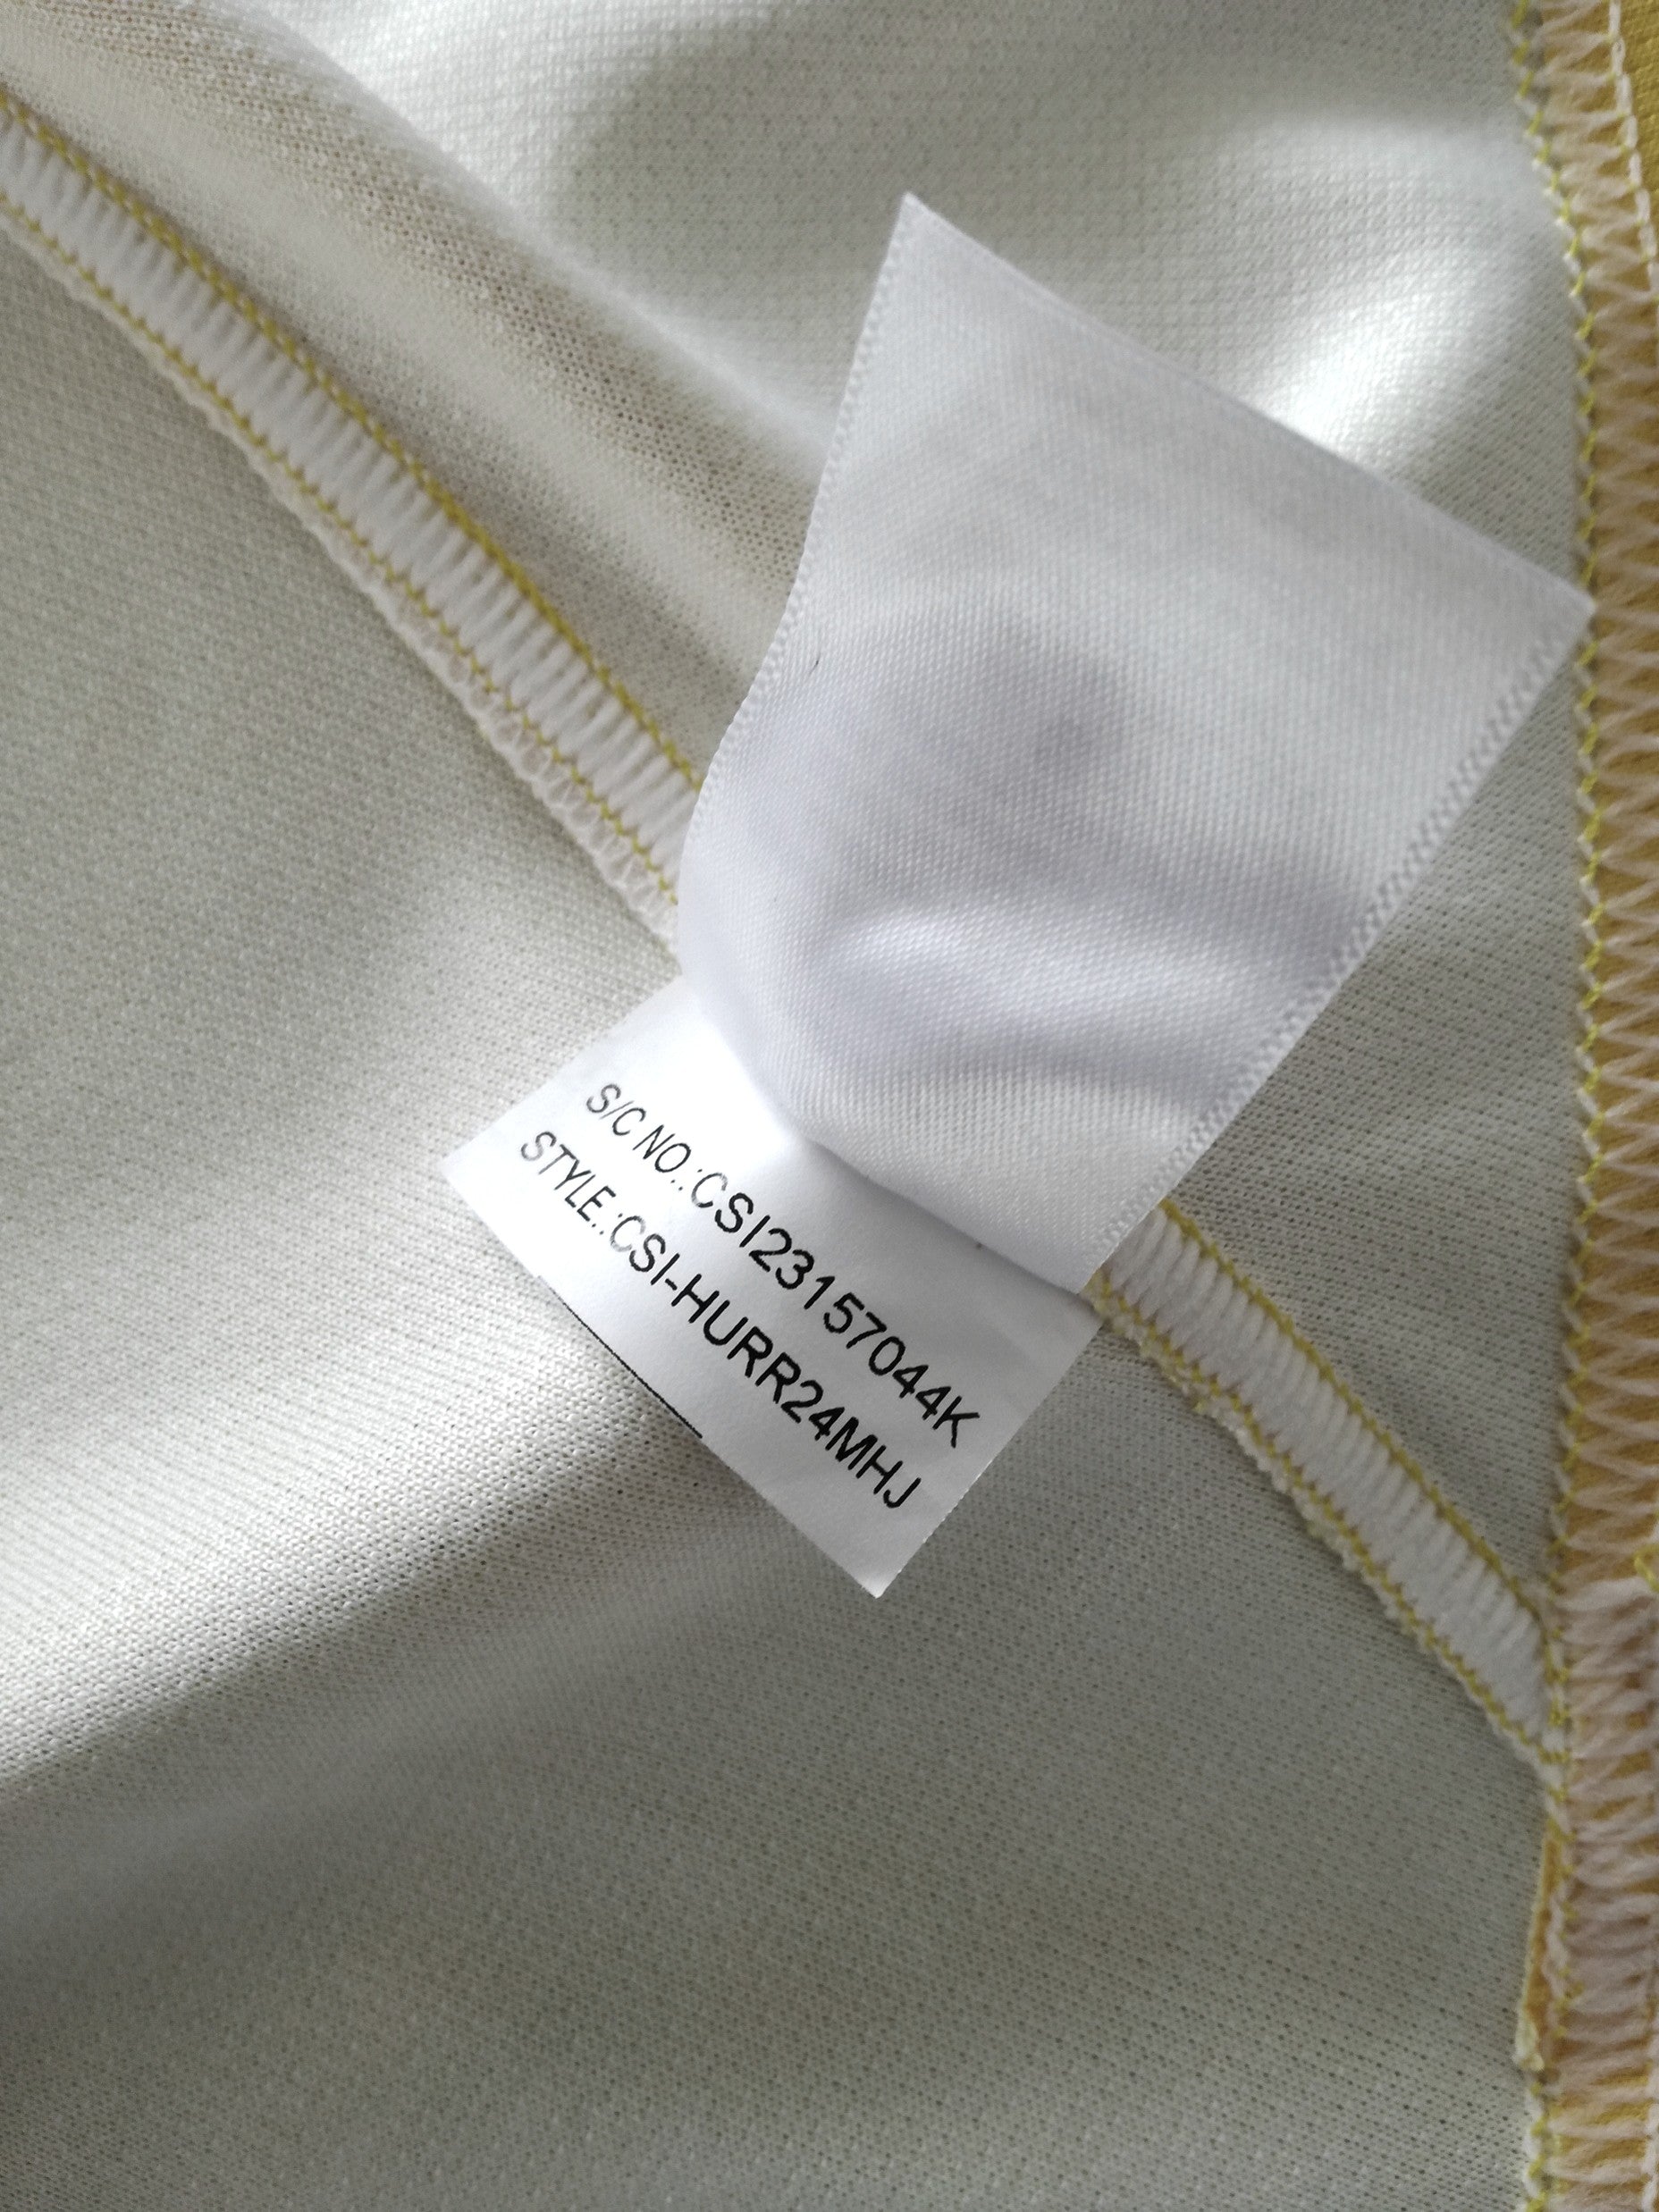 S/C NO.:CSI23157044K
STYLE.:CSI-HURR24MHJ